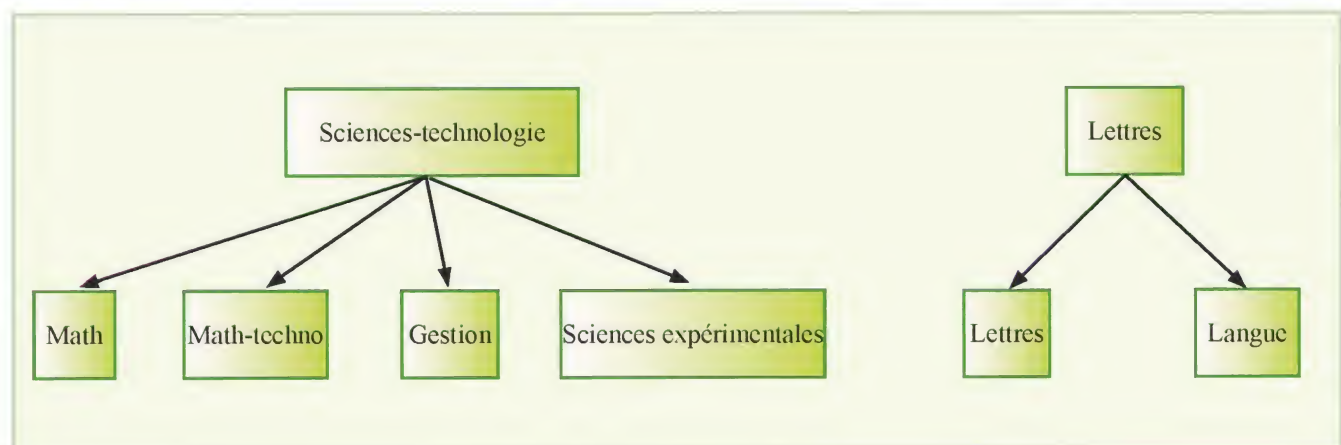 Sciences-technologie
Lettres
Math
Math-techno
Gestion
Sciences expérimentales
Lettres
Langue